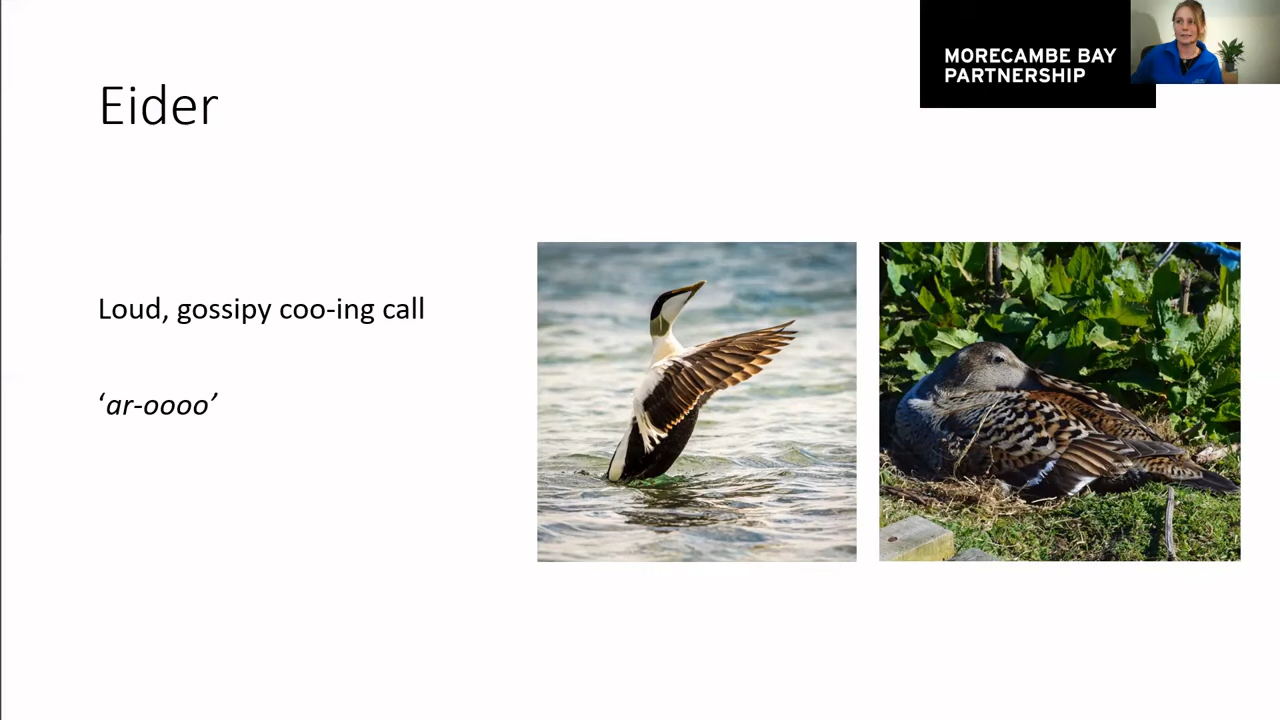 MORECAMBE BAY
PARTNERSHIP
Eider
Loud, gossipy coo-ing call
‘ar-oooo’